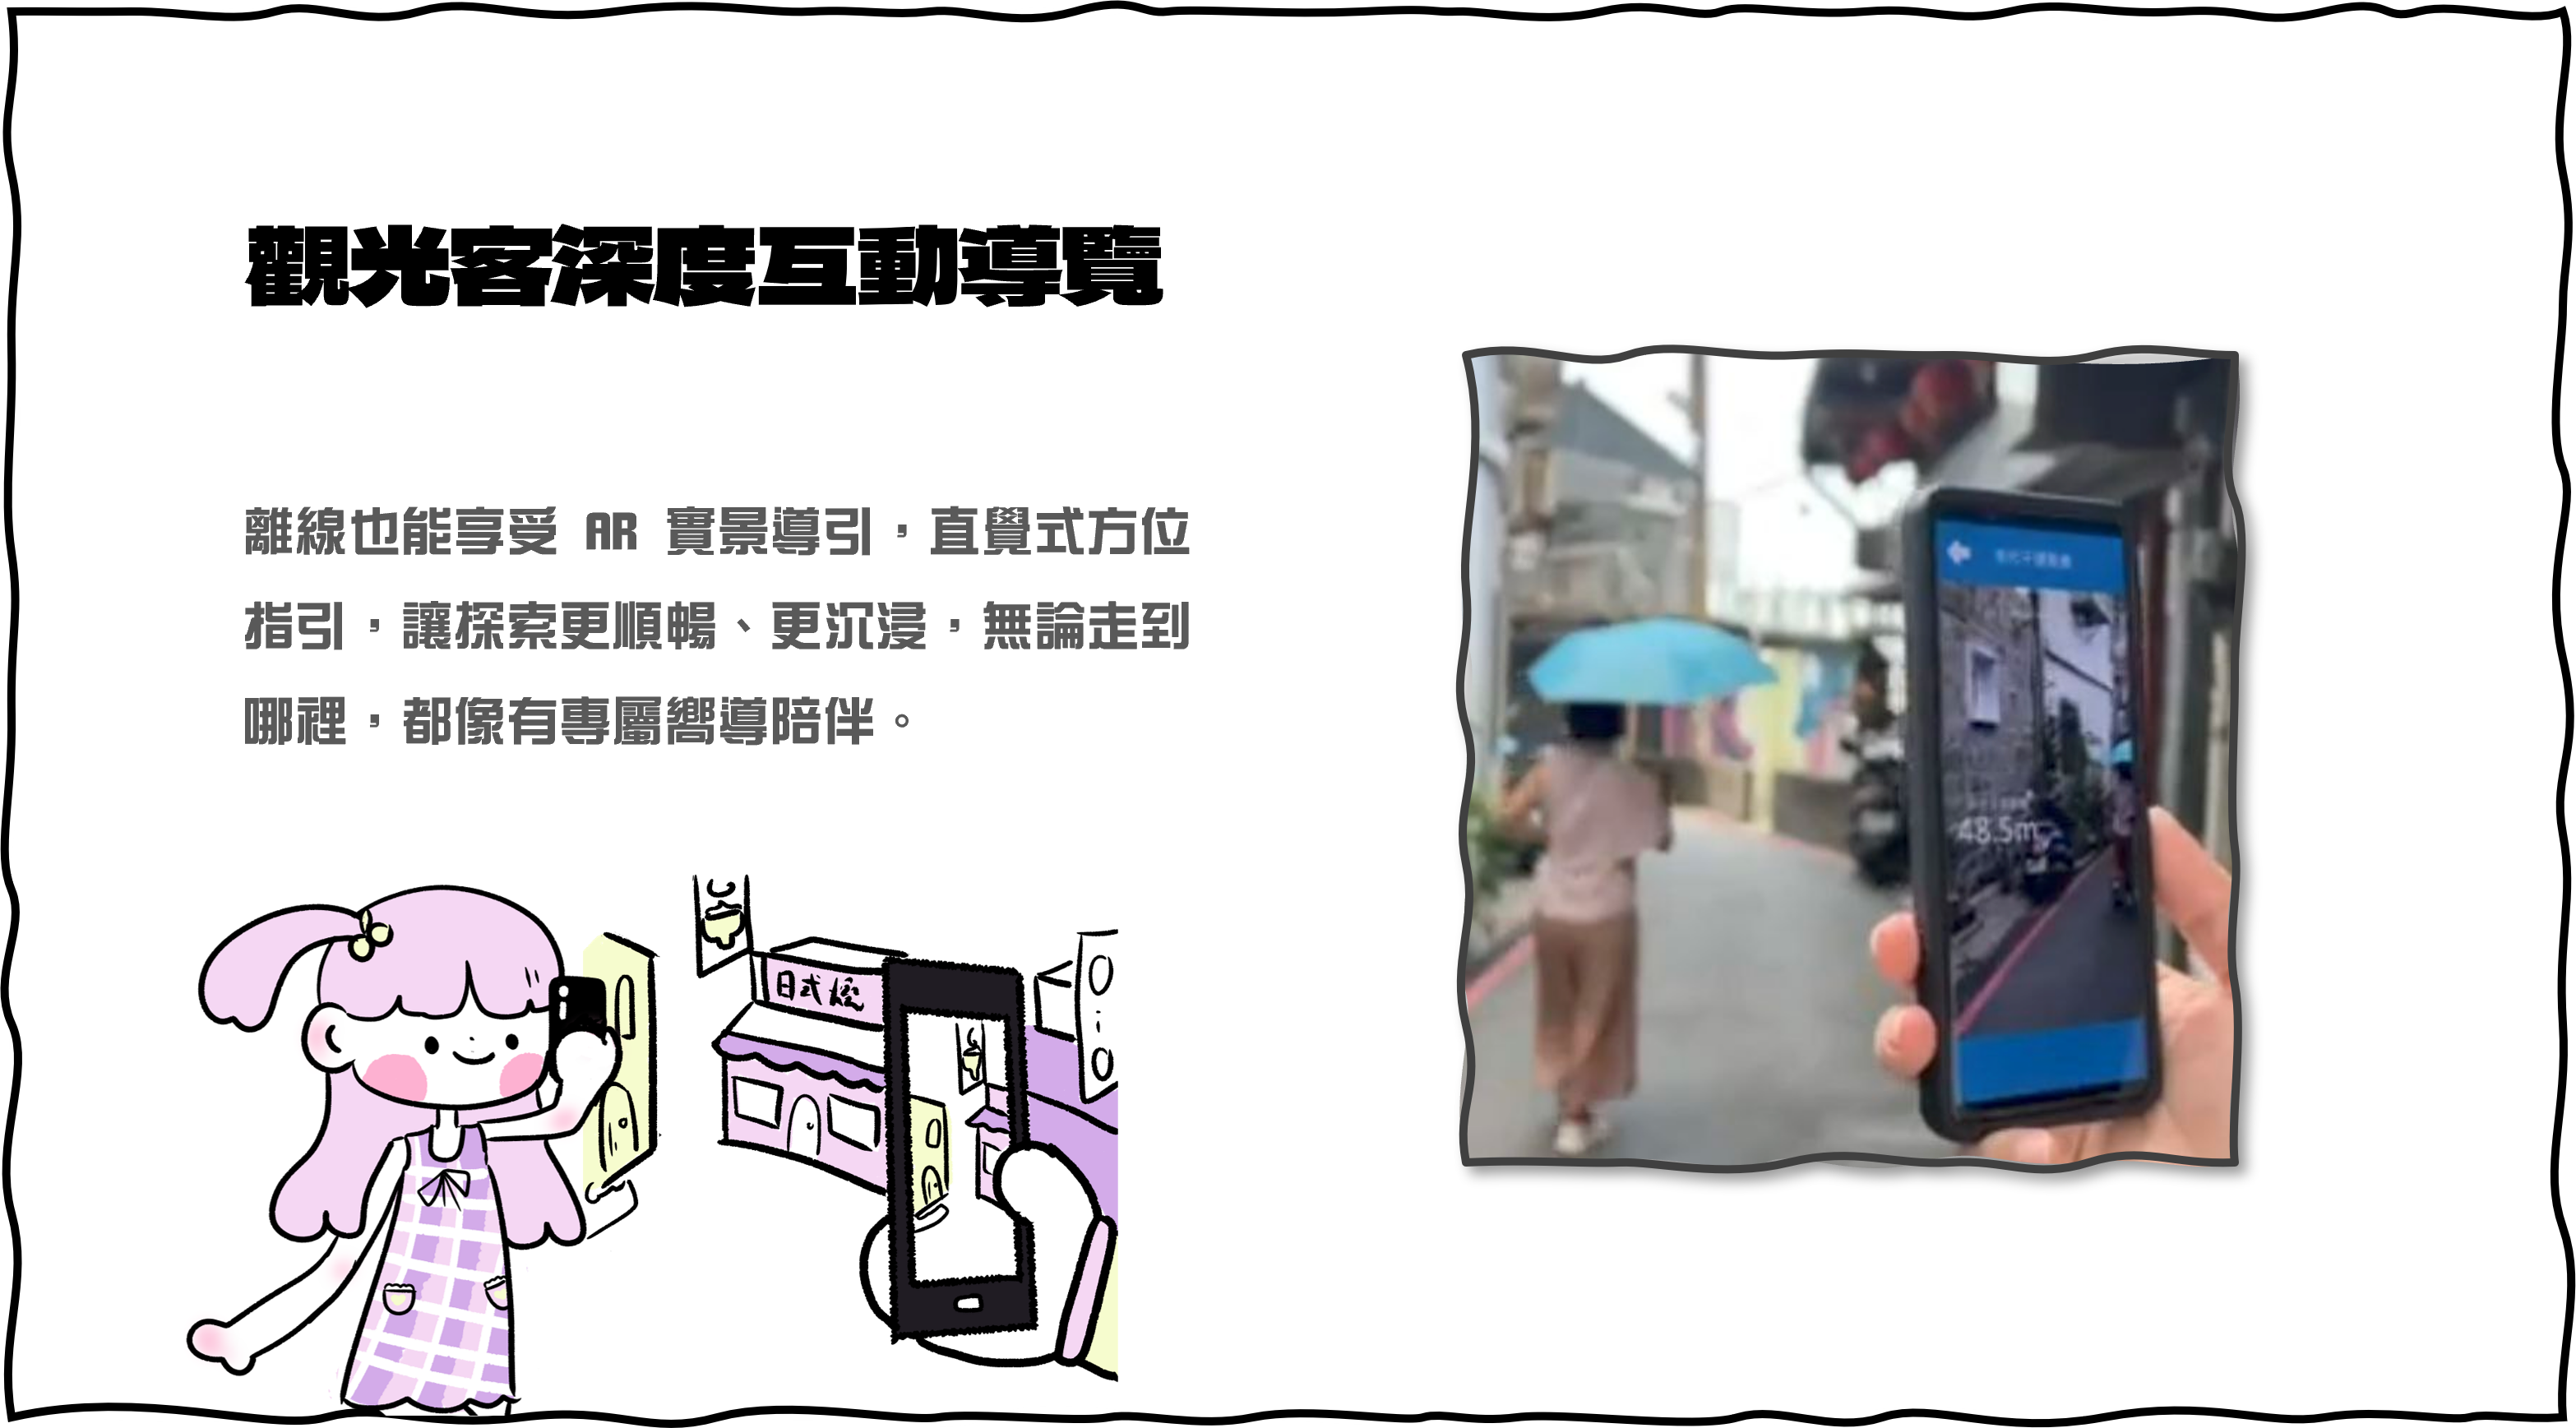 觀光客深度互動導覽
離線也能享受 AR 實景導引，直覺式方位
指引，讓探索更順暢、更沉浸，無論走到
哪裡，都像有專屬嚮導陪伴。
日式
48.5m